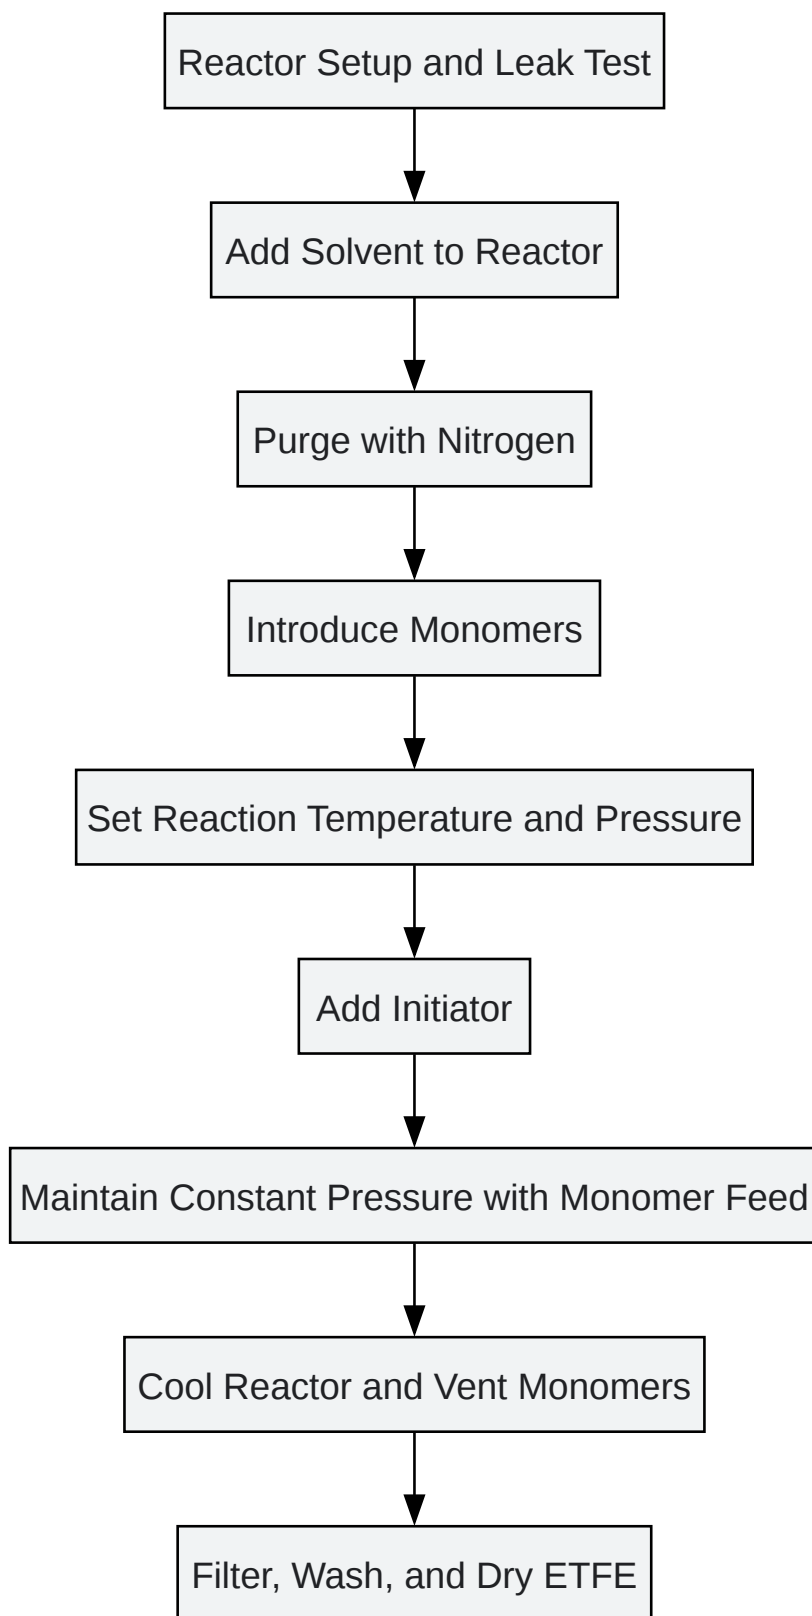 Reactor Setup and Leak Test
Add Solvent to Reactor
Purge with Nitrogen
Introduce Monomers
Set Reaction Temperature and Pressure
Add Initiator
Maintain Constant Pressure with Monomer Feed
Cool Reactor and Vent Monomers
Filter, Wash, and Dry ETFE